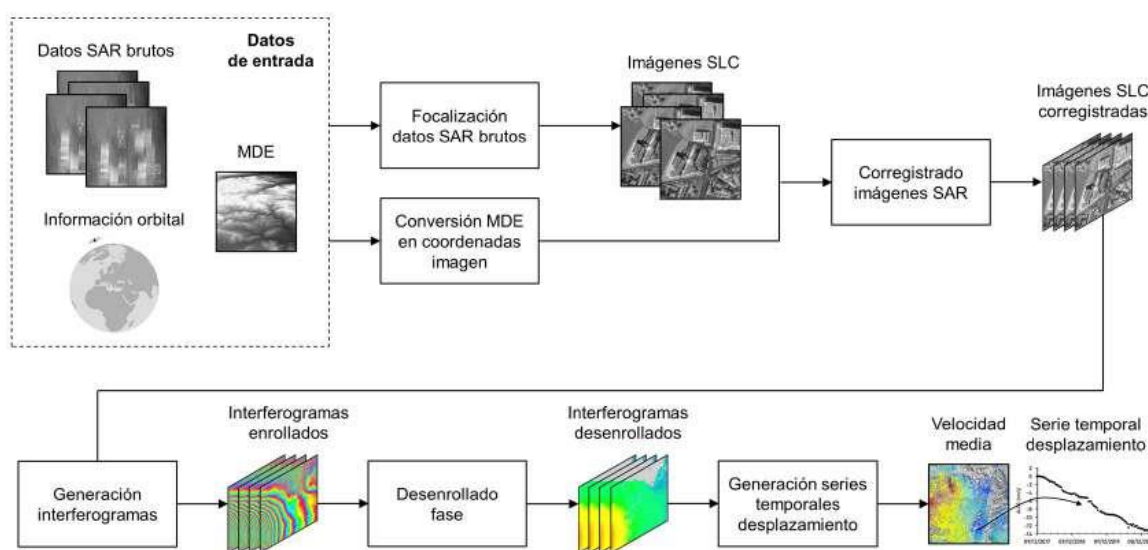 Datos SAR brutos
Datos
de entrada
MDE
Información orbital
Focalización
datos SAR brutos
Conversión MDE
en coordenadas
imagen
Imágenes SLC
Corregistrado
imágenes SAR
Imágenes SLC
corregistradas
Generación
interferogramas
Interferogramas
enrollados
Desenrollado
fase
Interferogramas
desenrollados
Generación series
temporales
desplazamiento
Velocidad
media
Serie temporal
desplazamiento